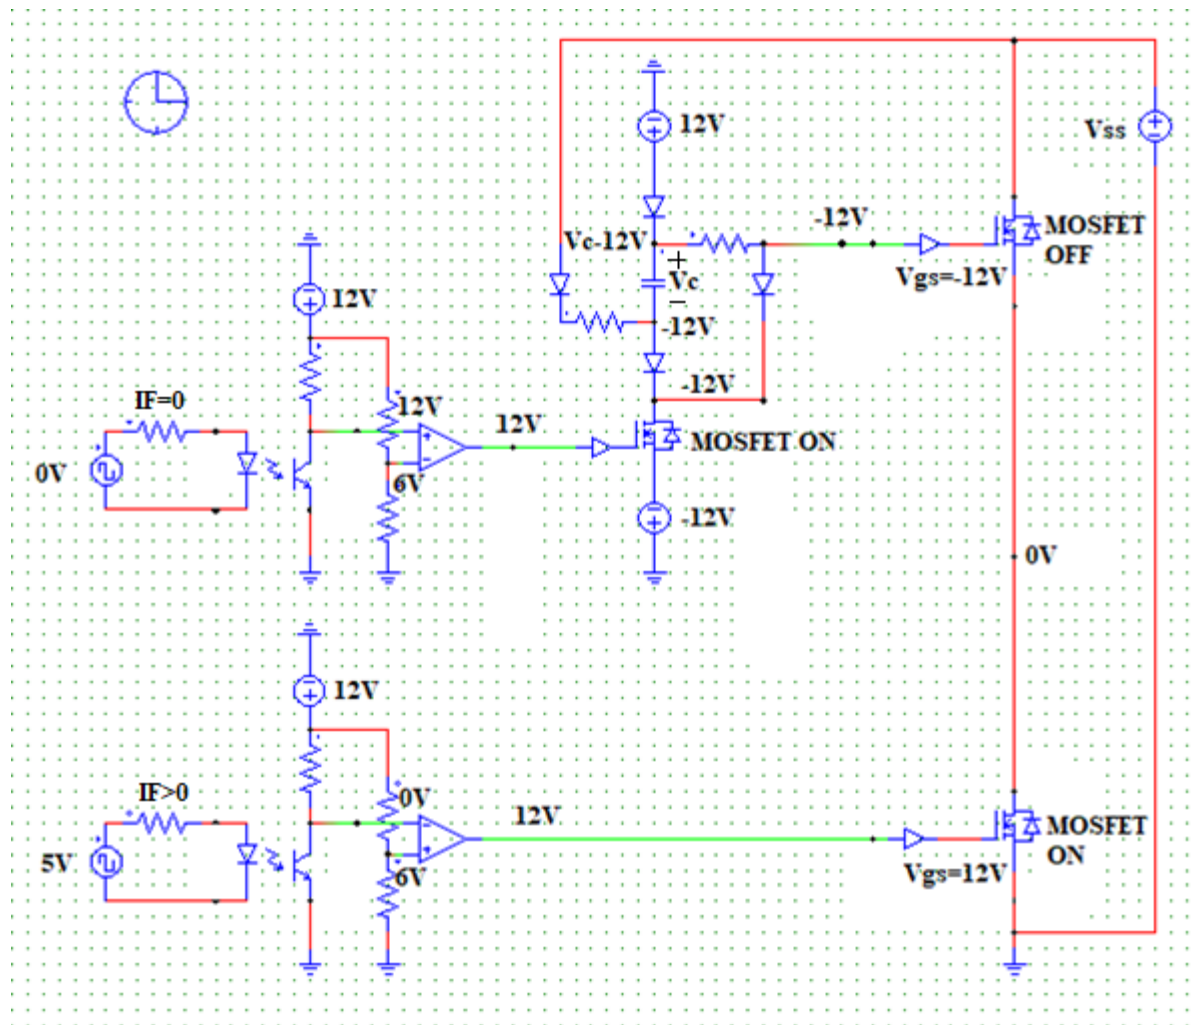 12V
Vss
-12V
MOSFET
OFF
Vc-12V
+
Vc
−
Vgs=-12V
12V
-12V
-12V
IF=0
12V
12V
MOSFET ON
0V
6V
-12V
0V
12V
IF>0
0V
12V
MOSFET
ON
5V
6V
Vgs=12V